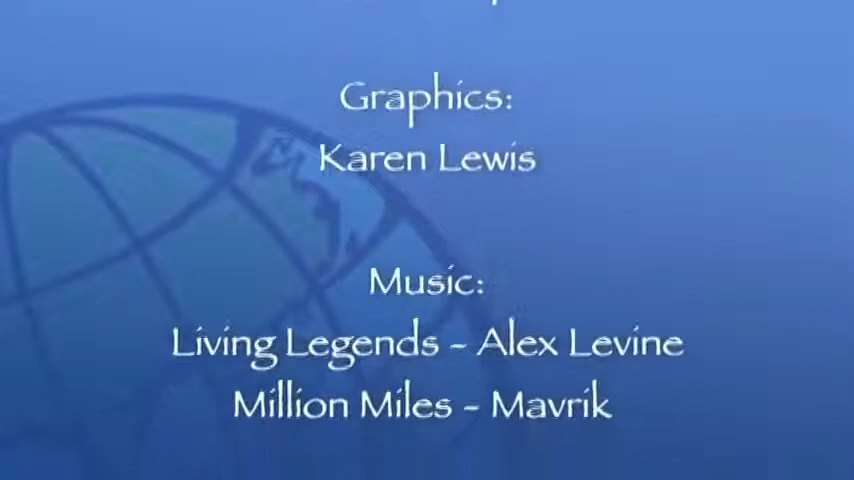 Graphics:
Karen Lewis
Music:
Living Legends - Alex Levine
Million Miles - Mavrik